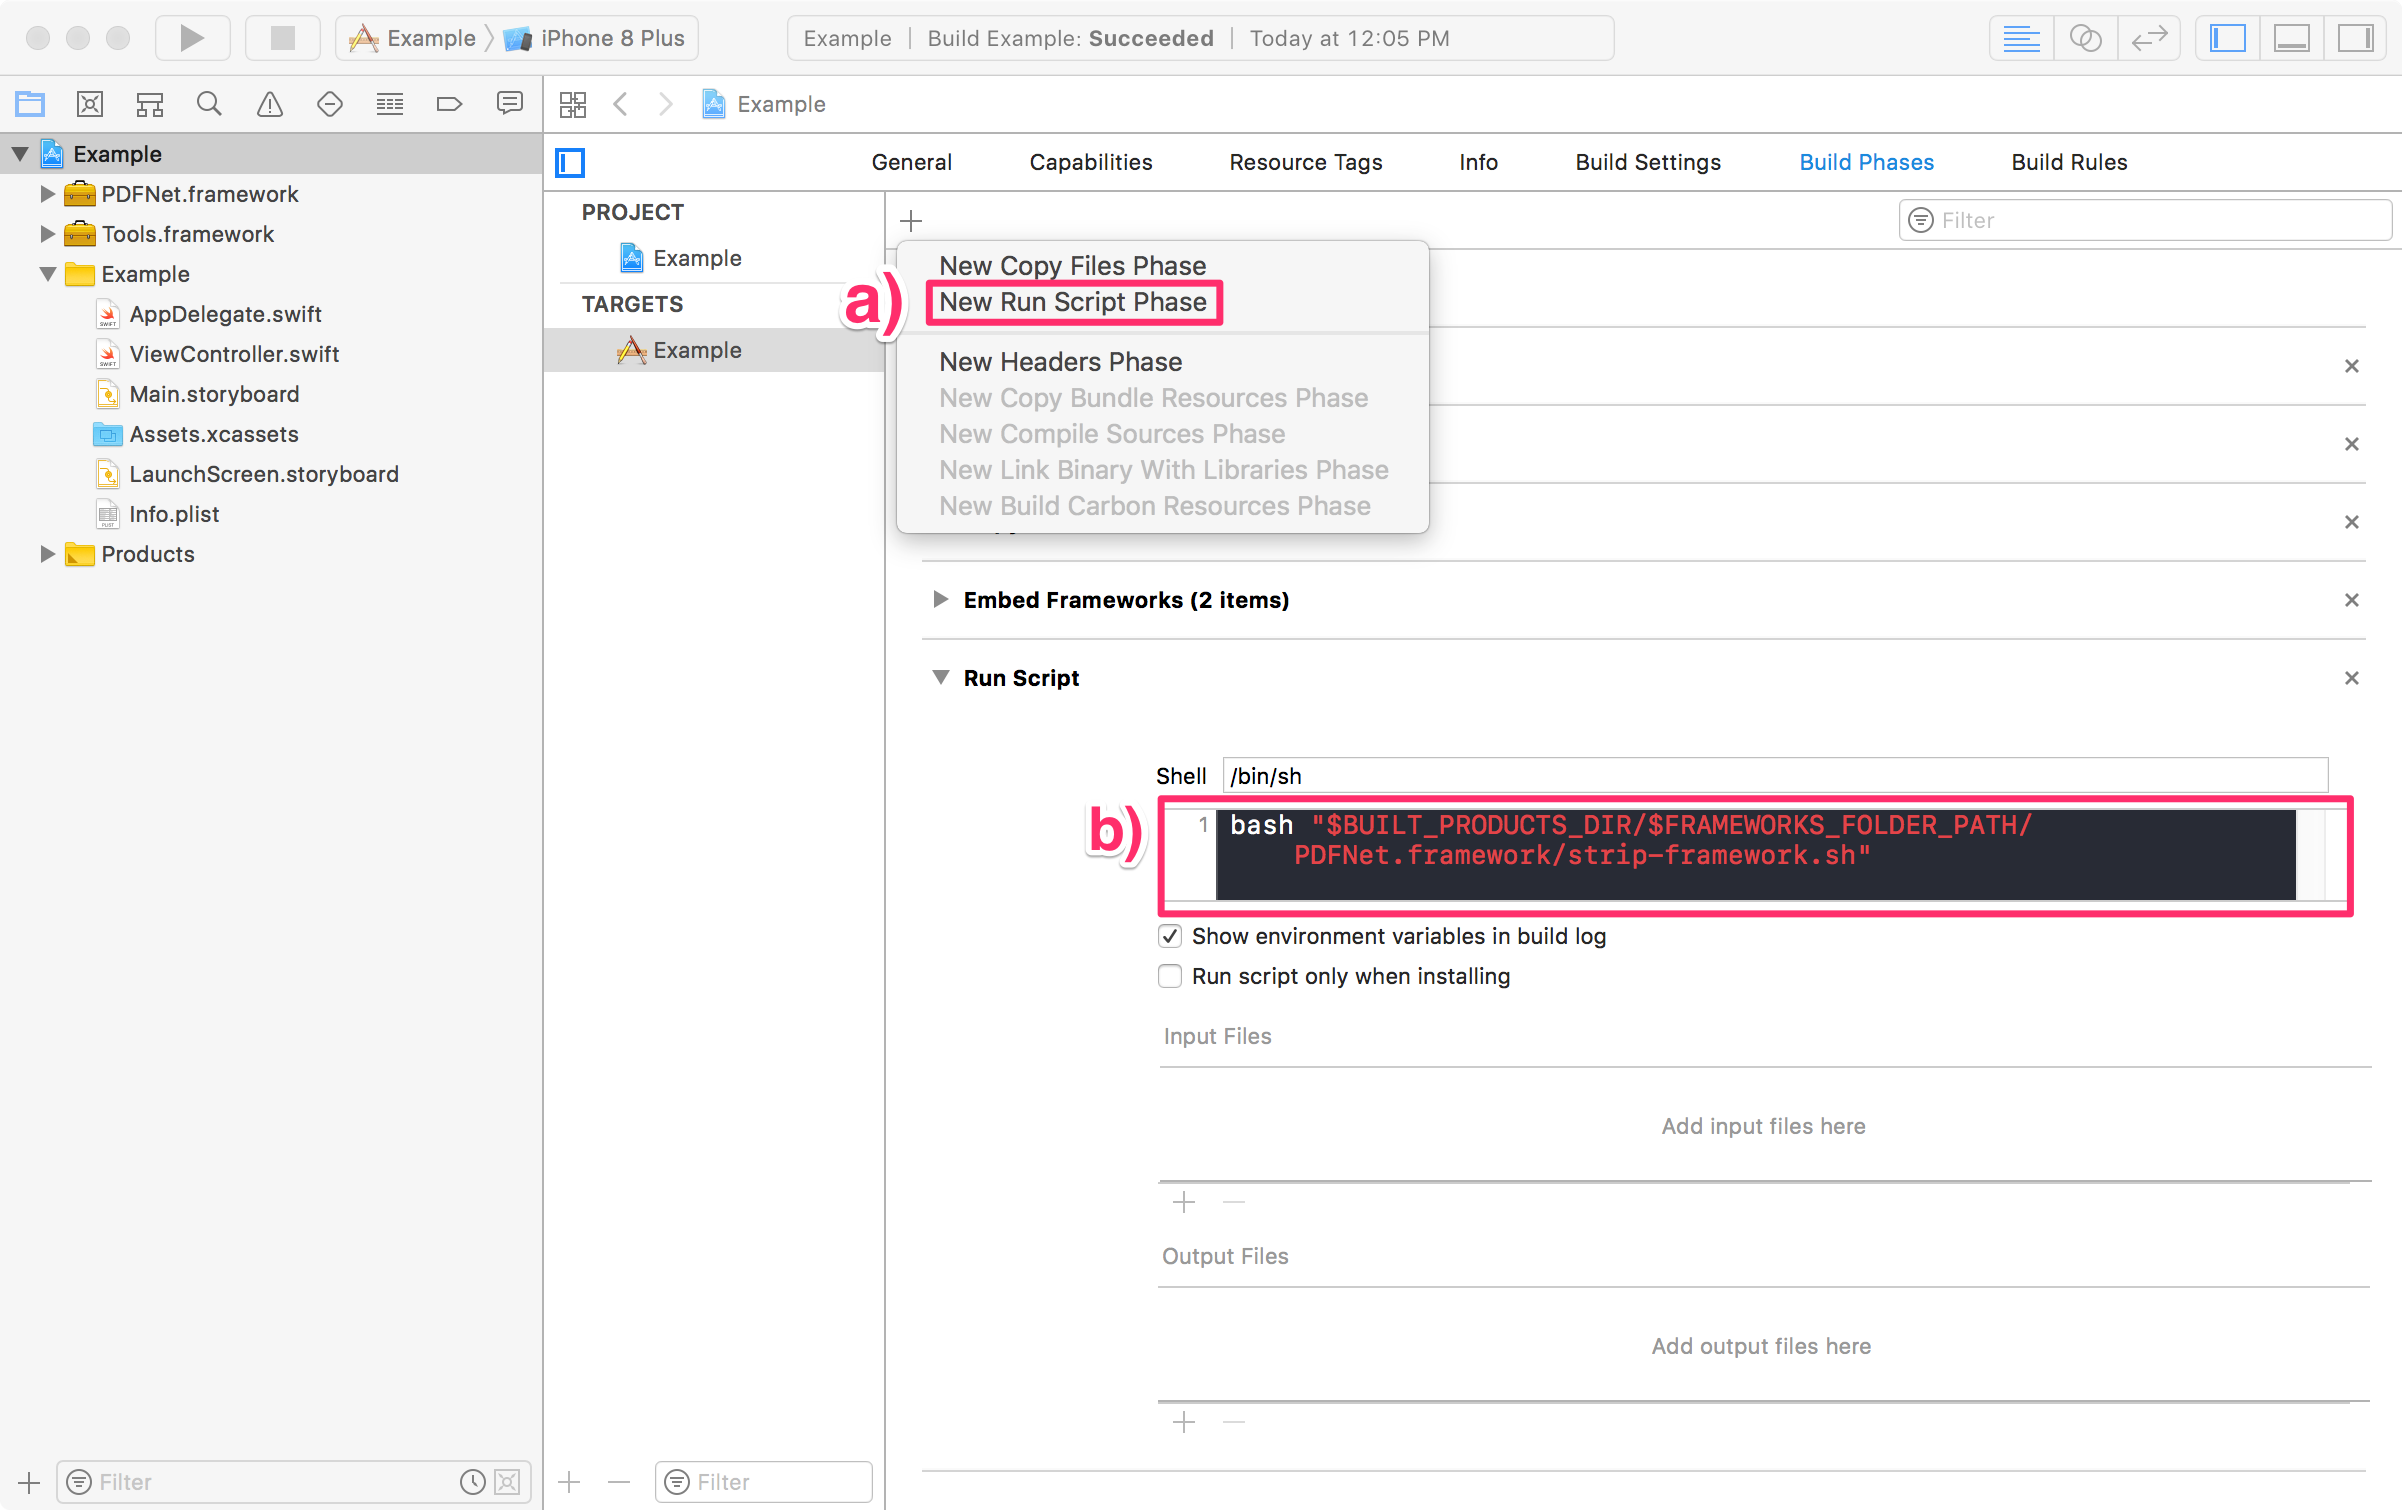 Example
iPhone 8 Plus
Example | Build Example: Succeeded | Today at 12:05 PM
Example
Example
PDFNet.framework
Tools.framework
Example
AppDelegate.swift
ViewController.swift
Main.storyboard
Assets.xcassets
LaunchScreen.storyboard
Info.plist
Products
Filter
General
Capabilities
Resource Tags
Info
Build Settings
Build Phases
Build Rules
PROJECT
Example
TARGETS
Example
Filter
Filter
a)
New Copy Files Phase
New Run Script Phase
New Headers Phase
New Copy Bundle Resources Phase
New Compile Sources Phase
New Link Binary With Libraries Phase
New Build Carbon Resources Phase
Embed Frameworks (2 items)
Run Script
Shell /bin/sh
b)
1 bash "$BUILT_PRODUCTS_DIR/$FRAMEWORKS_FOLDER_PATH/
PDFNet.framework/strip-framework.sh"
Show environment variables in build log
Run script only when installing
Input Files
Add input files here
Output Files
Add output files here